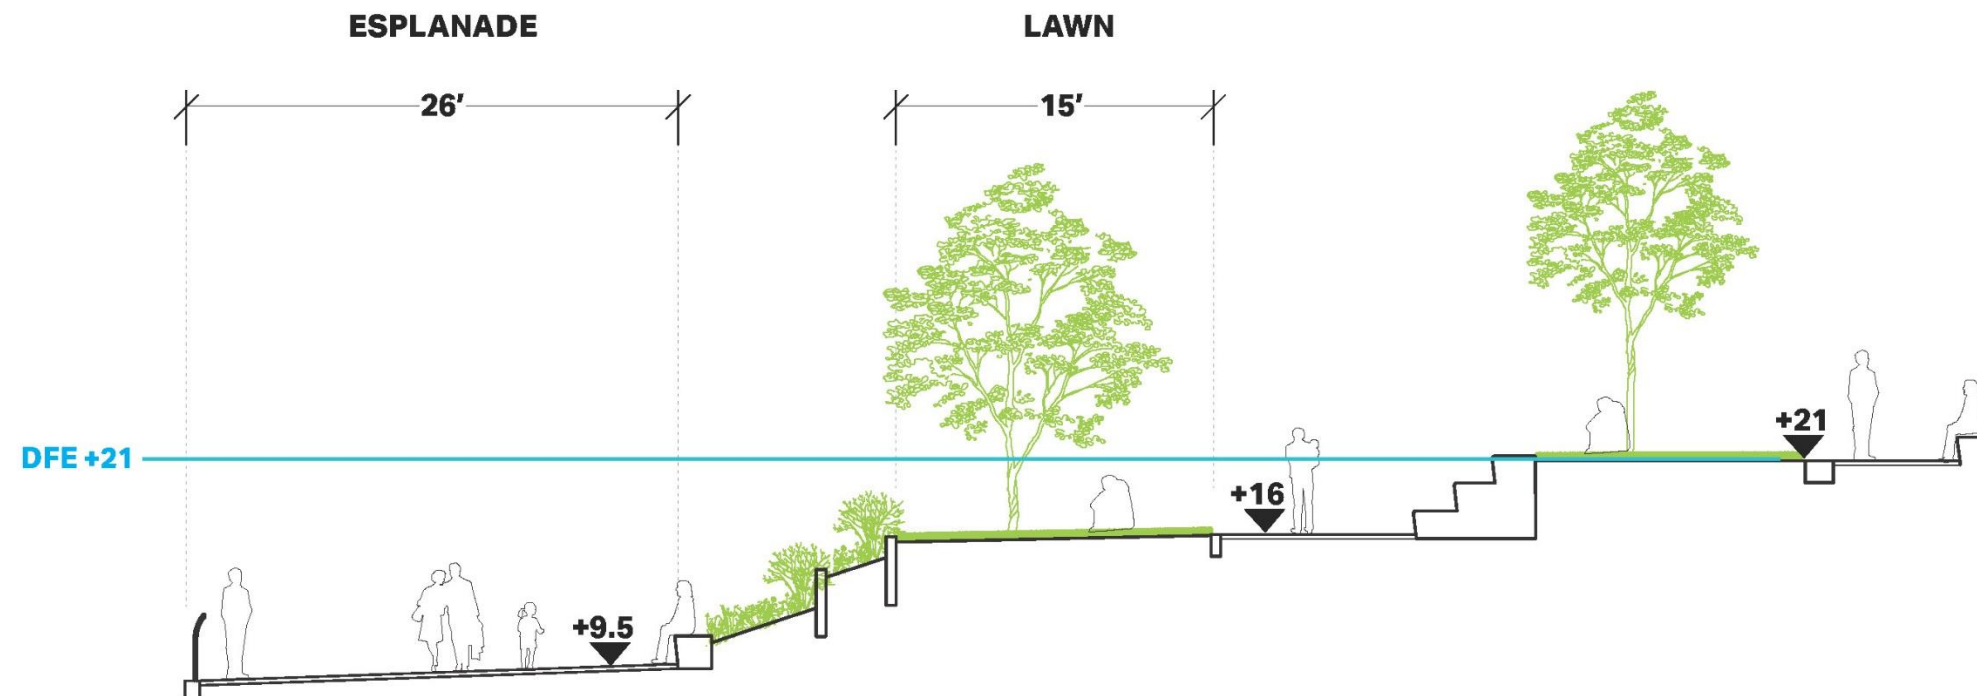 ESPLANADE
LAWN
26’
15’
+21
DFE +21
+16
+9.5